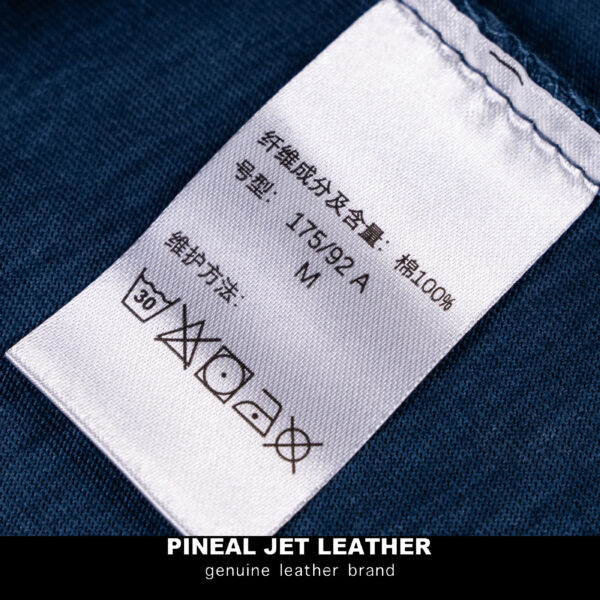 纤维成分及含量：棉100%
号型：175/92 A
M
维护方法：
30
PINEAL JET LEATHER
genuine leather brand